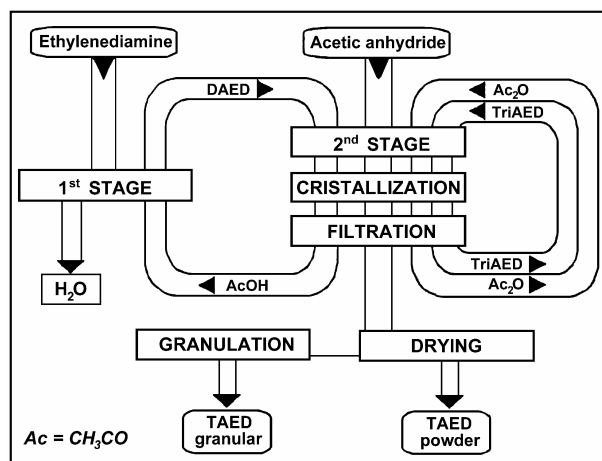 Ethylenediamine
Acetic anhydride
DAED
Ac₂O
TriAED
2ⁿᵈ STAGE
1ˢᵗ STAGE
CRISTALLIZATION
FILTRATION
H₂O
AcOH
TriAED
Ac₂O
GRANULATION
DRYING
TAED
granular
TAED
powder
Ac = CH₃CO